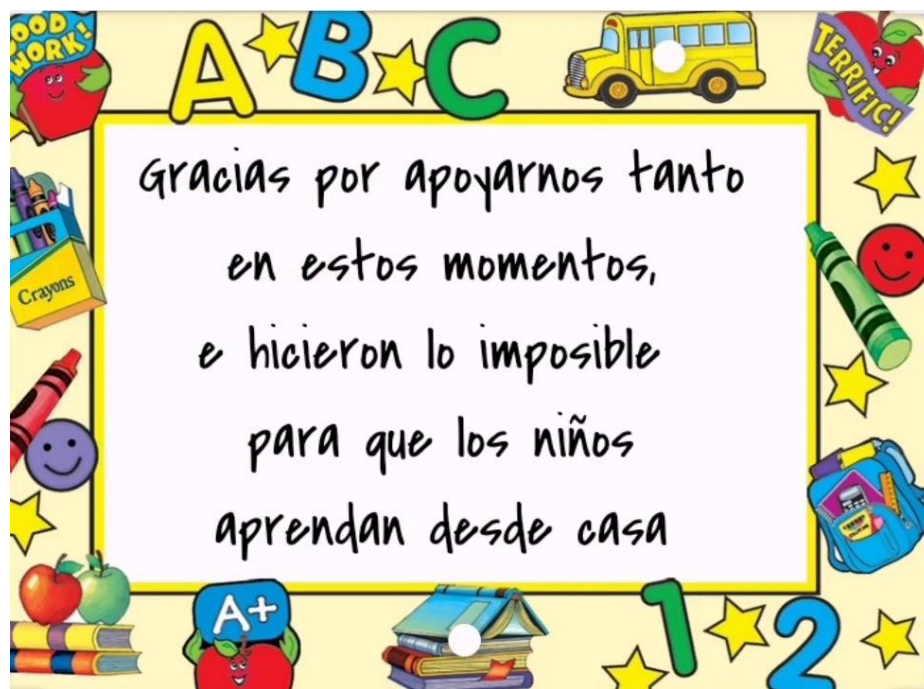 GOOD WORK!
A B C
TERRIFIC!
Gracias por apoyarnos tanto
en estos momentos,
e hicieron lo imposible
para que los niños
aprendan desde casa
Crayons
A+
1 2